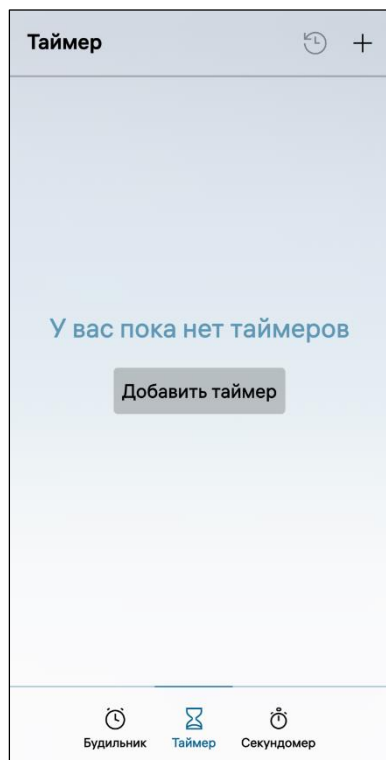 Таймер
У вас пока нет таймеров
Добавить таймер
Будильник Таймер Секундомер